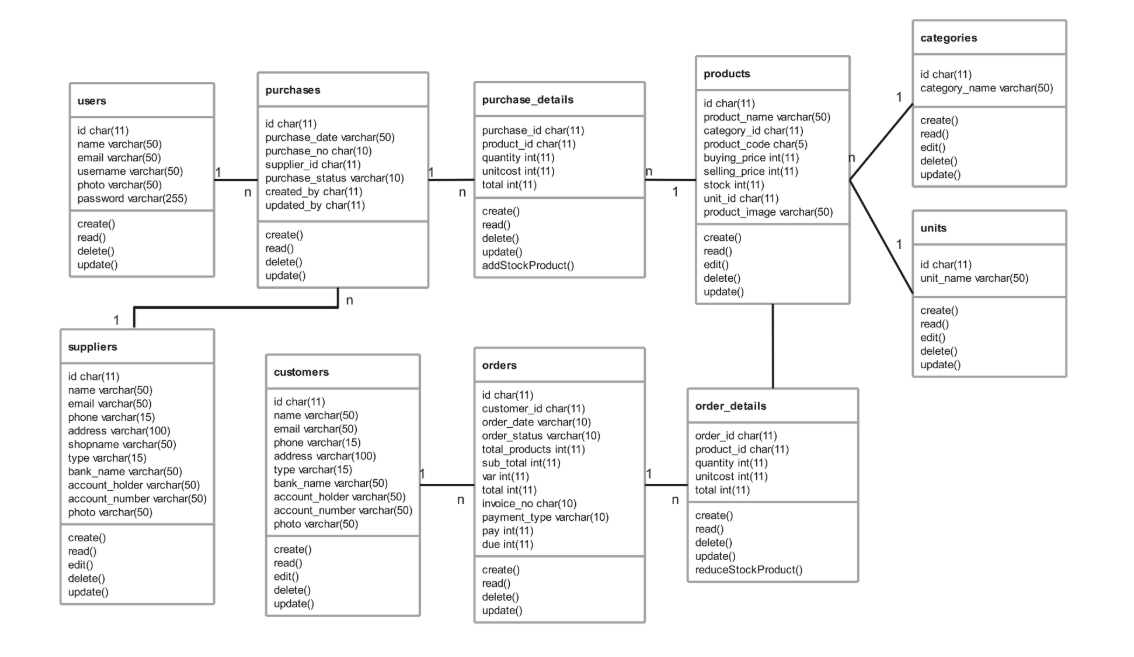 users
id char(11)
name varchar(50)
email varchar(50)
username varchar(50)
photo varchar(50)
password varchar(255)
create()
read()
delete()
update()
1
n
purchases
id char(11)
purchase_date varchar(50)
purchase_no char(10)
supplier_id char(11)
purchase_status varchar(10)
created_by char(11)
updated_by char(11)
create()
read()
delete()
update()
1
n
purchase_details
purchase_id char(11)
product_id char(11)
quantity int(11)
unitcost int(11)
total int(11)
create()
read()
delete()
update()
addStockProduct()
n
1
products
id char(11)
product_name varchar(50)
category_id char(11)
product_code char(5)
buying_price int(11)
selling_price int(11)
stock int(11)
unit_id char(11)
product_image varchar(50)
create()
read()
edit()
delete()
update()
n
1
categories
id char(11)
category_name varchar(50)
create()
read()
edit()
delete()
update()
1
units
id char(11)
unit_name varchar(50)
create()
read()
edit()
delete()
update()
n
1
suppliers
id char(11)
name varchar(50)
email varchar(50)
phone varchar(15)
address varchar(100)
shopname varchar(50)
type varchar(15)
bank_name varchar(50)
account_holder varchar(50)
account_number varchar(50)
photo varchar(50)
create()
read()
edit()
delete()
update()
customers
id char(11)
name varchar(50)
email varchar(50)
phone varchar(15)
address varchar(100)
type varchar(15)
bank_name varchar(50)
account_holder varchar(50)
account_number varchar(50)
photo varchar(50)
create()
read()
edit()
delete()
update()
1
n
orders
id char(11)
customer_id char(11)
order_date varchar(10)
order_status varchar(10)
total_products int(11)
sub_total int(11)
var int(11)
total int(11)
invoice_no char(10)
payment_type varchar(10)
pay int(11)
due int(11)
create()
read()
delete()
update()
1
n
order_details
order_id char(11)
product_id char(11)
quantity int(11)
unitcost int(11)
total int(11)
create()
read()
delete()
update()
reduceStockProduct()